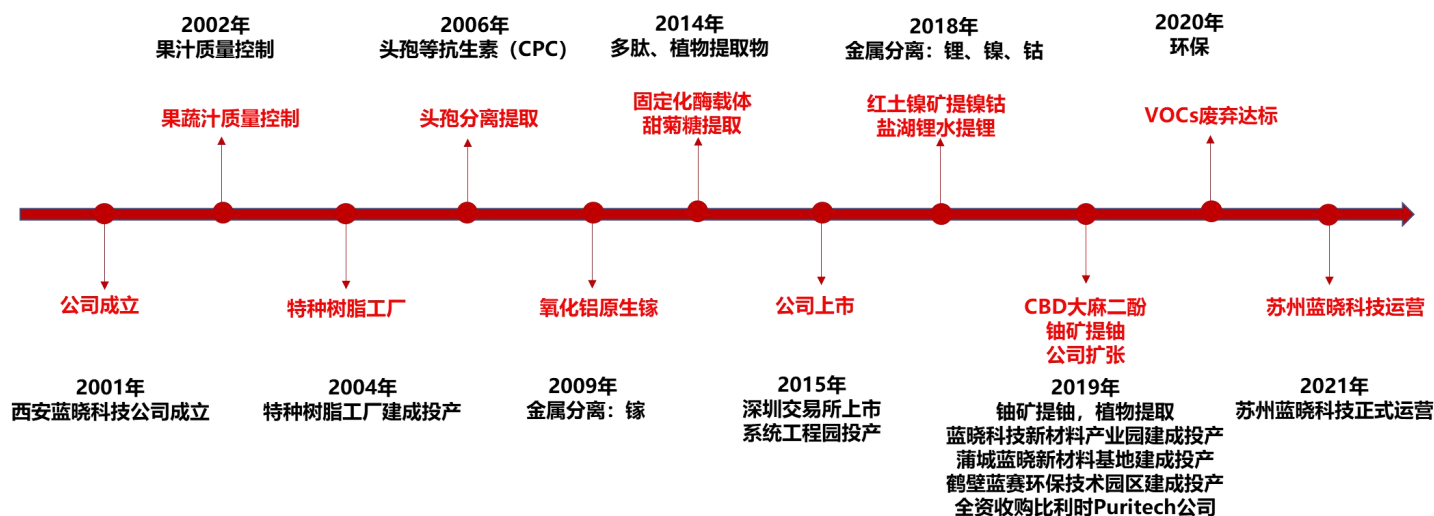 2002年
果汁质量控制
2006年
头孢等抗生素（CPC）
2014年
多肽、植物提取物
2018年
金属分离：锂、镍、钴
2020年
环保
果蔬汁质量控制
头孢分离提取
固定化酶载体
甜菊糖提取
红土镍矿提镍钴
盐湖锂水提锂
VOCs废弃达标
公司成立
特种树脂工厂
氧化铝原生镓
公司上市
CBD大麻二酚
铀矿提铀
公司扩张
苏州蓝晓科技运营
2001年
西安蓝晓科技公司成立
2004年
特种树脂工厂建成投产
2009年
金属分离：镓
2015年
深圳交易所上市
系统工程园投产
2019年
铀矿提铀，植物提取
蓝晓科技新材料产业园建成投产
蒲城蓝晓新材料基地建成投产
鹤壁蓝赛环保技术园区建成投产
全资收购比利时Puritech公司
2021年
苏州蓝晓科技正式运营